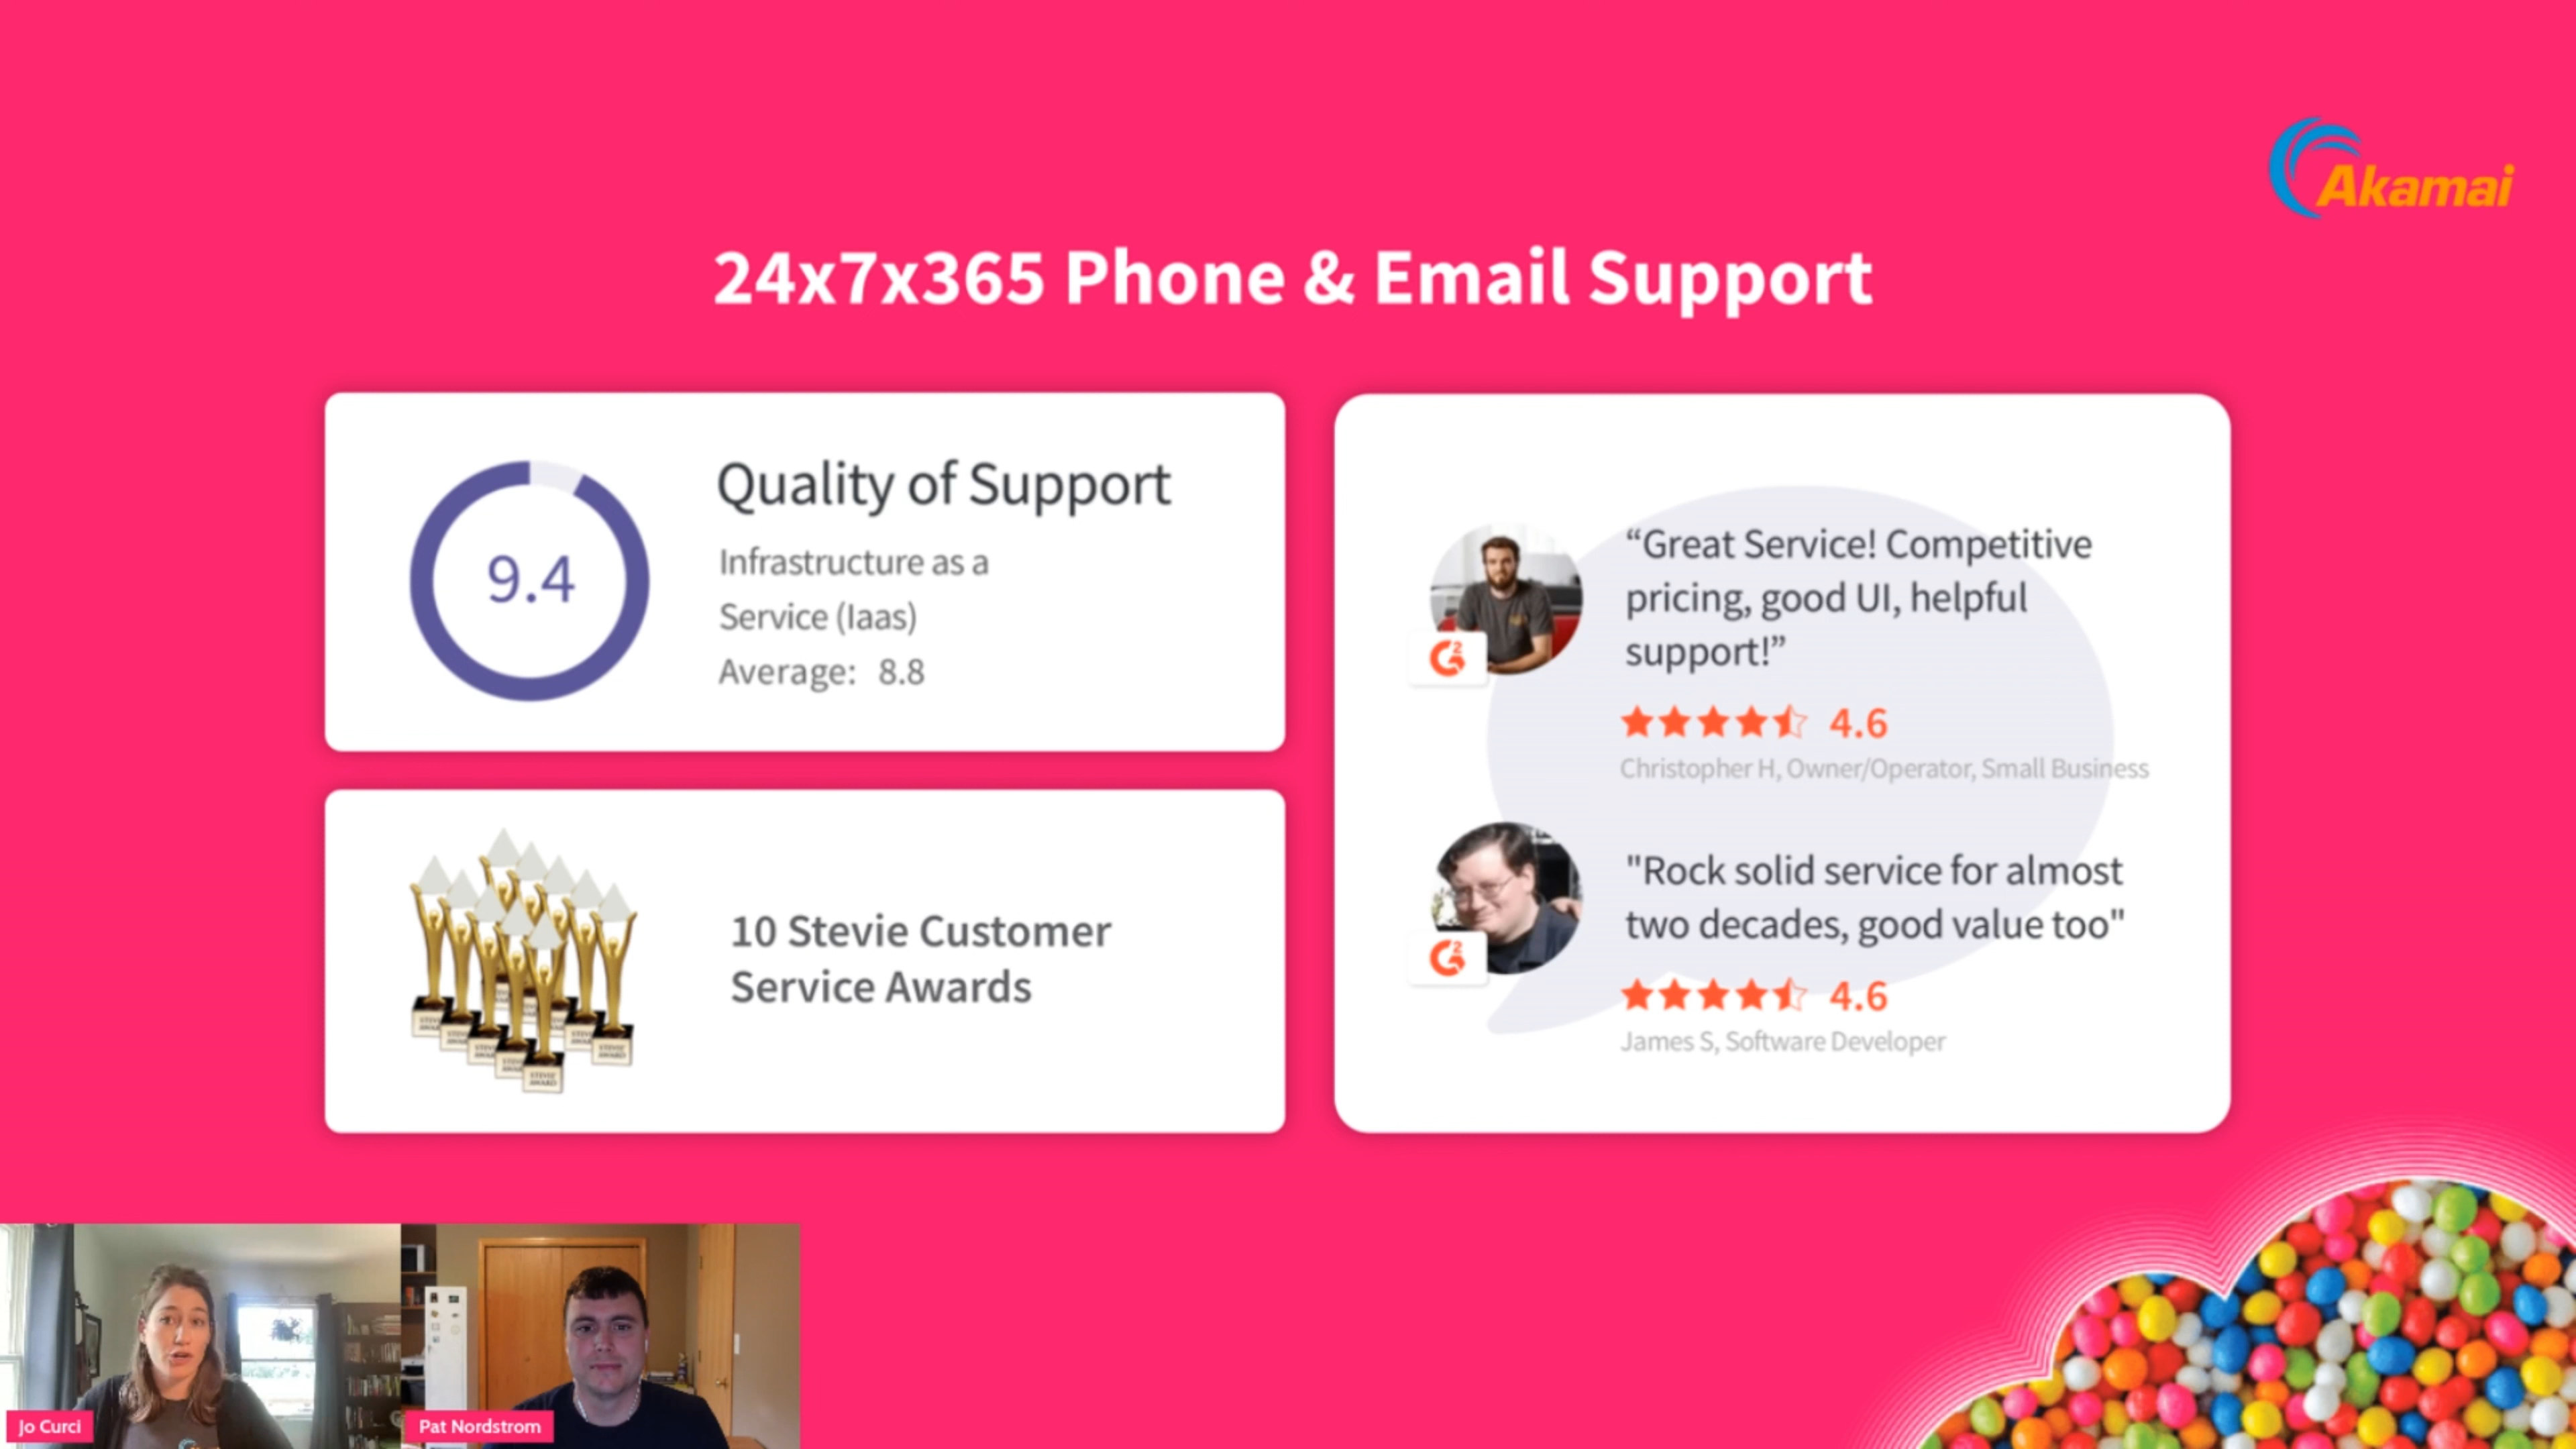 Akamai
24x7x365 Phone & Email Support
9.4
Quality of Support
Infrastructure as a
Service (Iaas)
Average: 8.8
10 Stevie Customer
Service Awards
STEVIE
AWARD
“Great Service! Competitive
pricing, good UI, helpful
support!”
4.6
Christopher H, Owner/Operator, Small Business
"Rock solid service for almost
two decades, good value too"
4.6
James S, Software Developer
Jo Curci
Pat Nordstrom